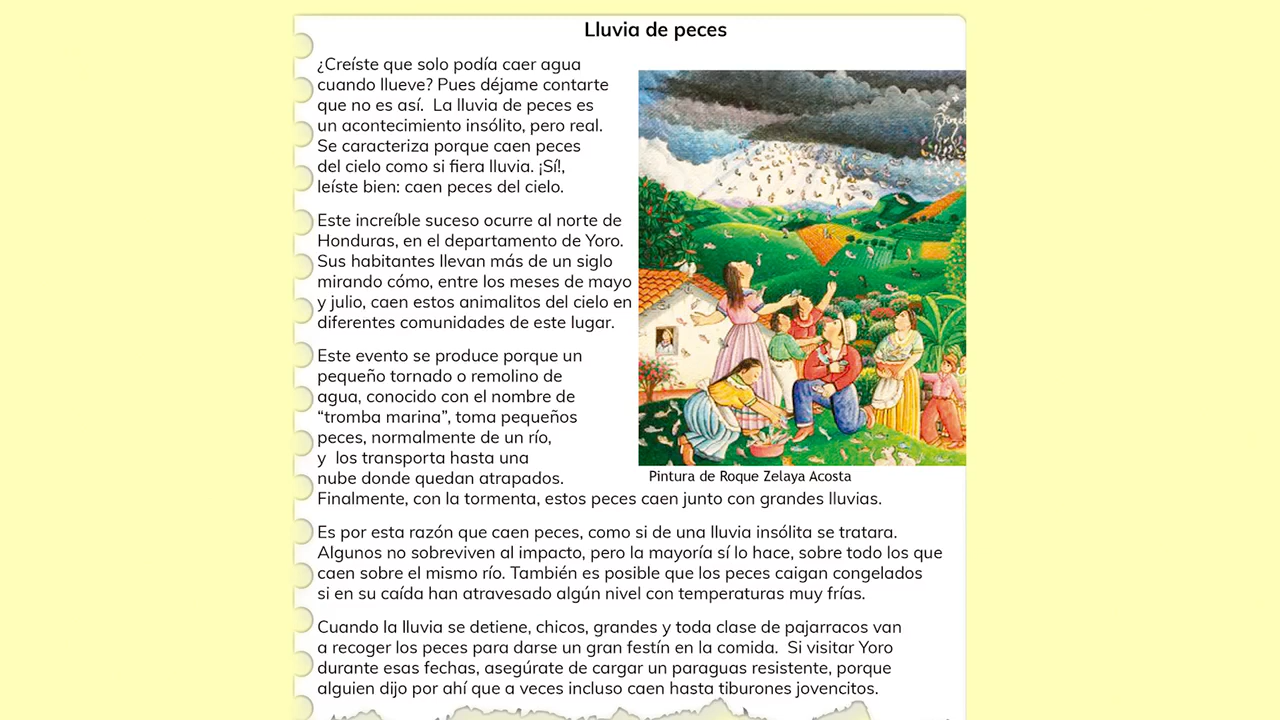 Lluvia de peces
¿Creíste que solo podía caer agua
cuando llueve? Pues déjame contarte
que no es así.  La lluvia de peces es
un acontecimiento insólito, pero real.
Se caracteriza porque caen peces
del cielo como si fiera lluvia. ¡Sí!,
leíste bien: caen peces del cielo.
Este increíble suceso ocurre al norte de
Honduras, en el departamento de Yoro.
Sus habitantes llevan más de un siglo
mirando cómo, entre los meses de mayo
y julio, caen estos animalitos del cielo en
diferentes comunidades de este lugar.
Este evento se produce porque un
pequeño tornado o remolino de
agua, conocido con el nombre de
“tromba marina”, toma pequeños
peces, normalmente de un río,
y  los transporta hasta una
nube donde quedan atrapados.
Finalmente, con la tormenta, estos peces caen junto con grandes lluvias.
Pintura de Roque Zelaya Acosta
Es por esta razón que caen peces, como si de una lluvia insólita se tratara.
Algunos no sobreviven al impacto, pero la mayoría sí lo hace, sobre todo los que
caen sobre el mismo río. También es posible que los peces caigan congelados
si en su caída han atravesado algún nivel con temperaturas muy frías.
Cuando la lluvia se detiene, chicos, grandes y toda clase de pajarracos van
a recoger los peces para darse un gran festín en la comida.  Si visitar Yoro
durante esas fechas, asegúrate de cargar un paraguas resistente, porque
alguien dijo por ahí que a veces incluso caen hasta tiburones jovencitos.